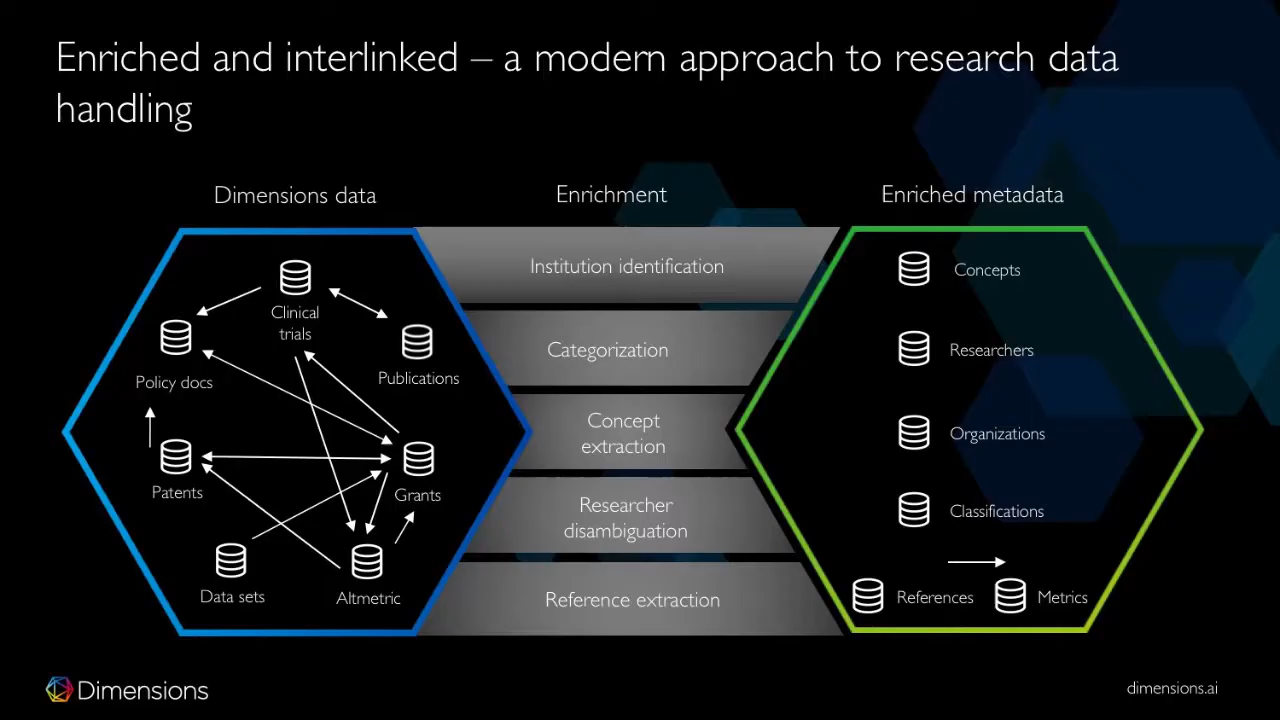 Enriched and interlinked – a modern approach to research data
handling
Dimensions data
Enrichment
Enriched metadata
Clinical
trials
Policy docs
Publications
Patents
Grants
Data sets
Altmetric
Institution identification
Categorization
Concept
extraction
Researcher
disambiguation
Reference extraction
Concepts
Researchers
Organizations
Classifications
References
Metrics
Dimensions
dimensions.ai